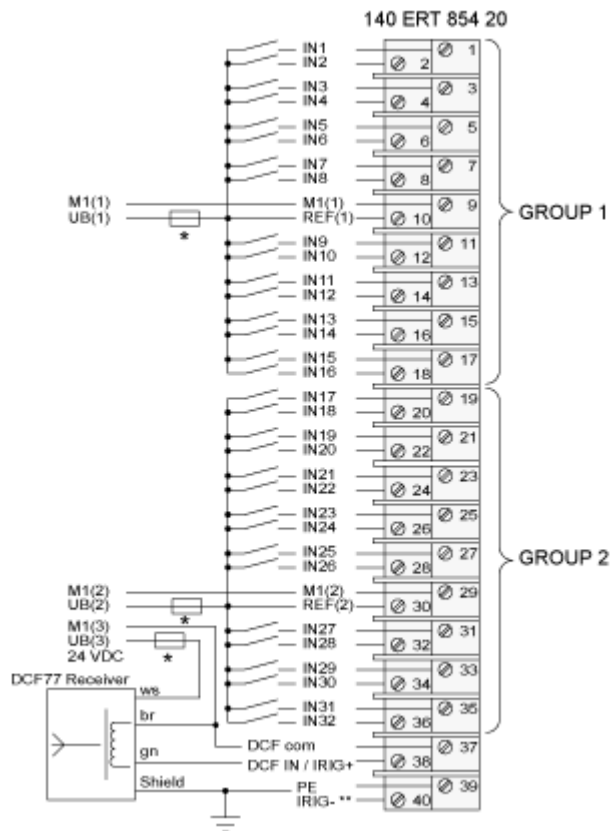 140 ERT 854 20
IN1 1
IN2 2
IN3 3
IN4 4
IN5 5
IN6 6
IN7 7
IN8 8
M1(1) M1(1) 9
UB(1) REF(1) 10
*
GROUP 1
IN9 11
IN10 12
IN11 13
IN12 14
IN13 15
IN14 16
IN15 17
IN16 18
IN17 19
IN18 20
IN19 21
IN20 22
IN21 23
IN22 24
IN23 25
IN24 26
IN25 27
IN26 28
GROUP 2
M1(2) M1(2) 29
UB(2) REF(2) 30
*
M1(3)
UB(3)
24 VDC
*
IN27 31
IN28 32
IN29 33
IN30 34
IN31 35
IN32 36
DCF77 Receiver
ws
br
gn
Shield
DCF com 37
DCF IN / IRIG+ 38
PE 39
IRIG- ** 40